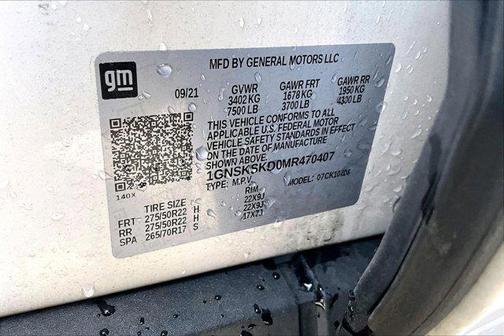 gm
MFD BY GENERAL MOTORS LLC
09/21
GVWR GAWR FRT GAWR RR
3402 KG 1678 KG 1950 KG
7500 LB 3700 LB 4300 LB
THIS VEHICLE CONFORMS TO ALL
APPLICABLE U.S. FEDERAL MOTOR
VEHICLE SAFETY STANDARDS IN EFFECT
ON THE DATE OF MANUFACTURE
SHOWN ABOVE.
1GNSKSKD0MR470407
TYPE: M.P.V. MODEL:
140X
TIRE SIZE RIM
FRT 275/50R22 H 22X9J
RR 275/50R22 H 22X9J
SPA 265/70R17 S 17X7J